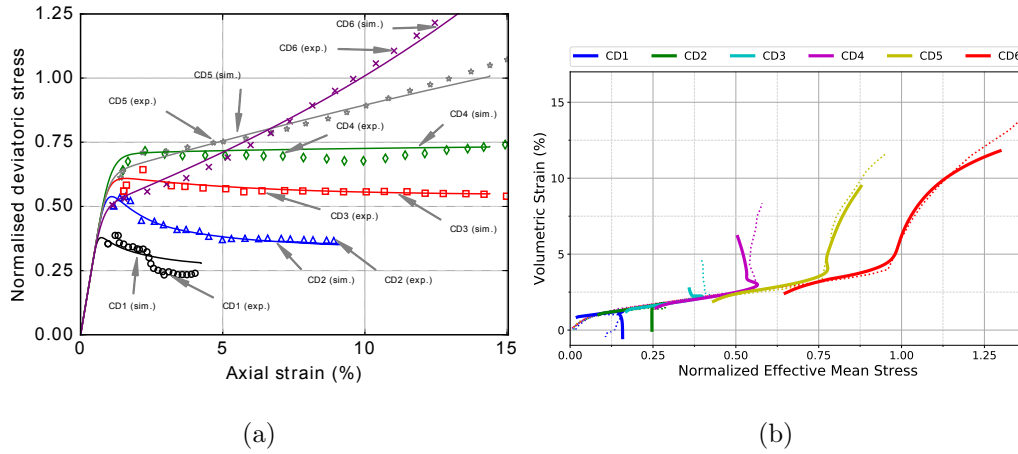 1.25
1.00
0.75
0.50
0.25
0.00
0
5
10
15
Normalised deviatoric stress
Axial strain (%)
CD6 (sim.)
CD6 (exp.)
CD5 (sim.)
CD5 (exp.)
CD4 (sim.)
CD4 (exp.)
CD3 (exp.)
CD3 (sim.)
CD2 (sim.)
CD2 (exp.)
CD1 (sim.)
CD1 (exp.)
(a)
CD1 CD2 CD3 CD4 CD5 CD6
15
10
5
0
0.00 0.25 0.50 0.75 1.00 1.25
Volumetric Strain (%)
Normalized Effective Mean Stress
(b)